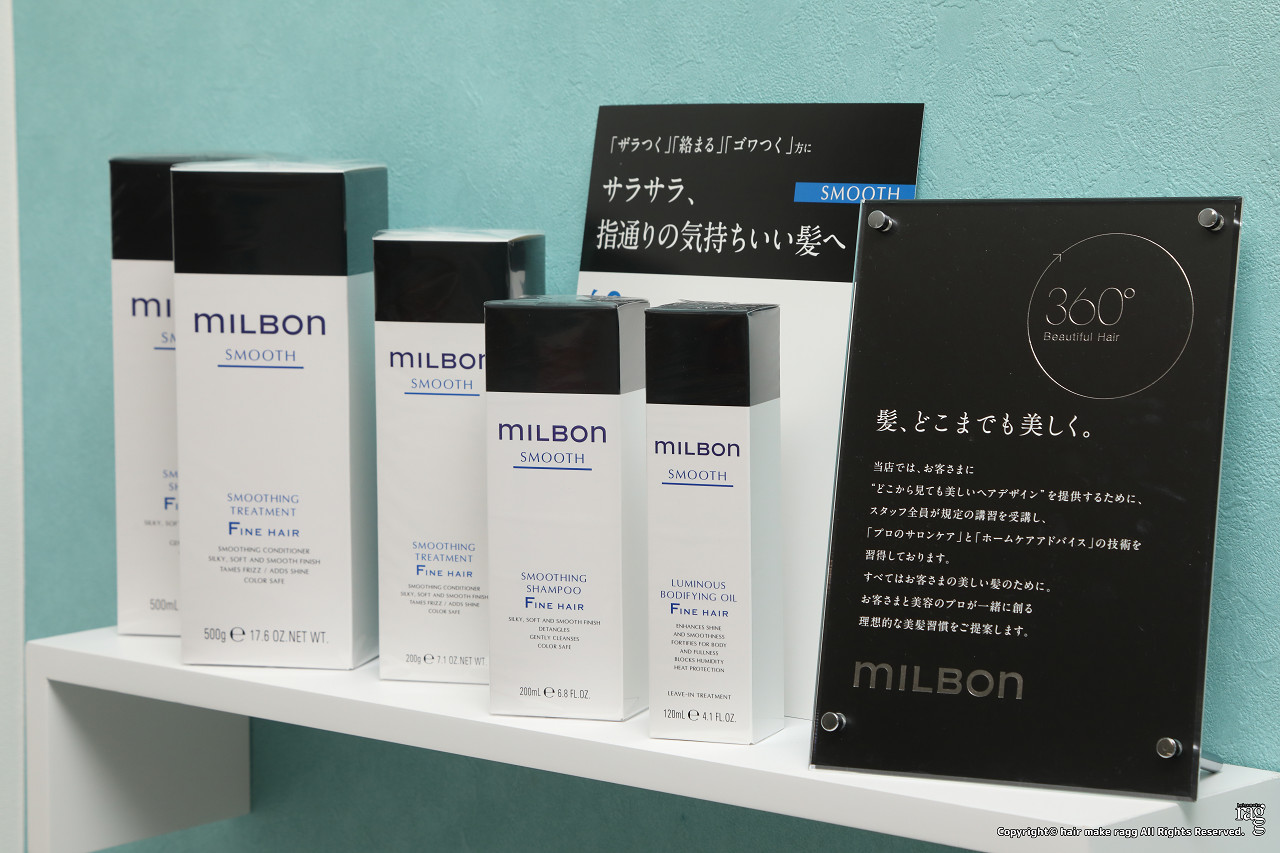 「ザラつく」「絡まる」「ゴワつく」方に
サラサラ、
SMOOTH
指通りの気持ちいい髪へ
MILBON
SMOOTH
SMOOTHING
TREATMENT
FINE HAIR
SMOOTHING CONDITIONER
SILKY, SOFT AND SMOOTH FINISH
TAMES FRIZZ / ADDS SHINE
COLOR SAFE
500mL
500g e 17.6 OZ.NET WT.
MILBON
SMOOTH
SMOOTHING
TREATMENT
FINE HAIR
SMOOTHING CONDITIONER
SILKY, SOFT AND SMOOTH FINISH
TAMES FRIZZ / ADDS SHINE
COLOR SAFE
200g e 7.1 OZ.NET WT.
MILBON
SMOOTH
SMOOTHING
SHAMPOO
FINE HAIR
SILKY, SOFT AND SMOOTH FINISH
DETANGLES
GENTLY CLEANSES
COLOR SAFE
200mL e 6.8 FL.OZ.
MILBON
SMOOTH
LUMINOUS
BODIFYING OIL
FINE HAIR
ENHANCES SHINE
AND SMOOTHNESS
FORTIFIES FOR BODY
AND FULLNESS
BLOCKS HUMIDITY
HEAT PROTECTION
LEAVE-IN TREATMENT
120mL e 4.1 FL.OZ.
360°
Beautiful Hair
髪、どこまでも美しく。
当店では、お客さまに
“どこから見ても美しいヘアデザイン”を提供するために、
スタッフ全員が規定の講習を受講し、
「プロのサロンケア」と「ホームケアアドバイス」の技術を
習得しております。
すべてはお客さまの美しい髪のために。
お客さまと美容のプロが一緒に創る
理想的な美髪習慣をご提案します。
MILBON
ragg
Copyright© hair make ragg All Rights Reserved.